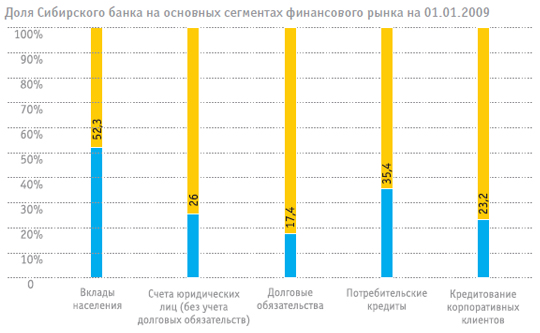 Доля Сибирского банка на основных сегментах финансового рынка на 01.01.2009
100%
90%
80%
70%
60%
50%
40%
30%
20%
10%
0
52,3
26
17,4
35,4
23,2
Вклады
населения
Счета юридических
лиц (без учета
долговых обязательств)
Долговые
обязательства
Потребительские
кредиты
Кредитование
корпоративных
клиентов